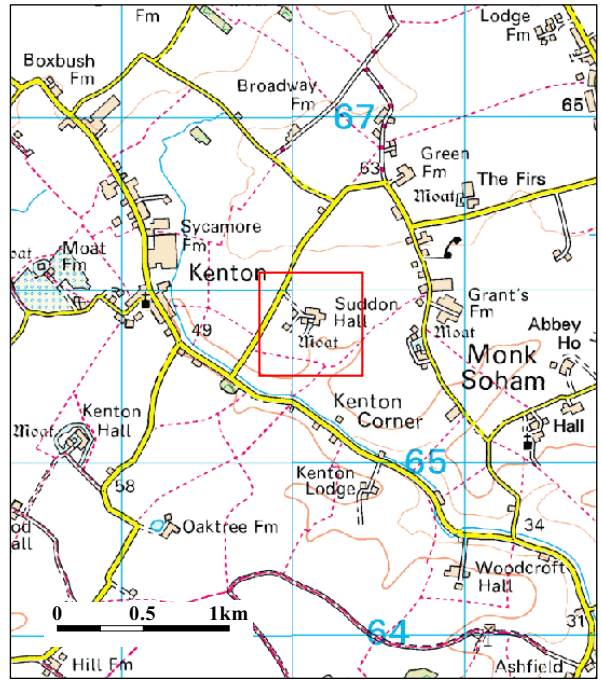 Fm
Lodge
Fm
Boxbush
Fm
Broadway
Fm
65
67
Green
Fm
63
Moat
The Firs
Sycamore
Fm
Moat
Fm
Kenton
Suddon
Hall
Moat
Grant's
Fm
Moat
49
Abbey
Ho
Monk
Soham
Kenton
Corner
Hall
Kenton
Hall
Moat
65
Kenton
Lodge
58
Oaktree Fm
34
Woodcroft
Hall
0 0.5 1km
64
31
Hill Fm
Ashfield